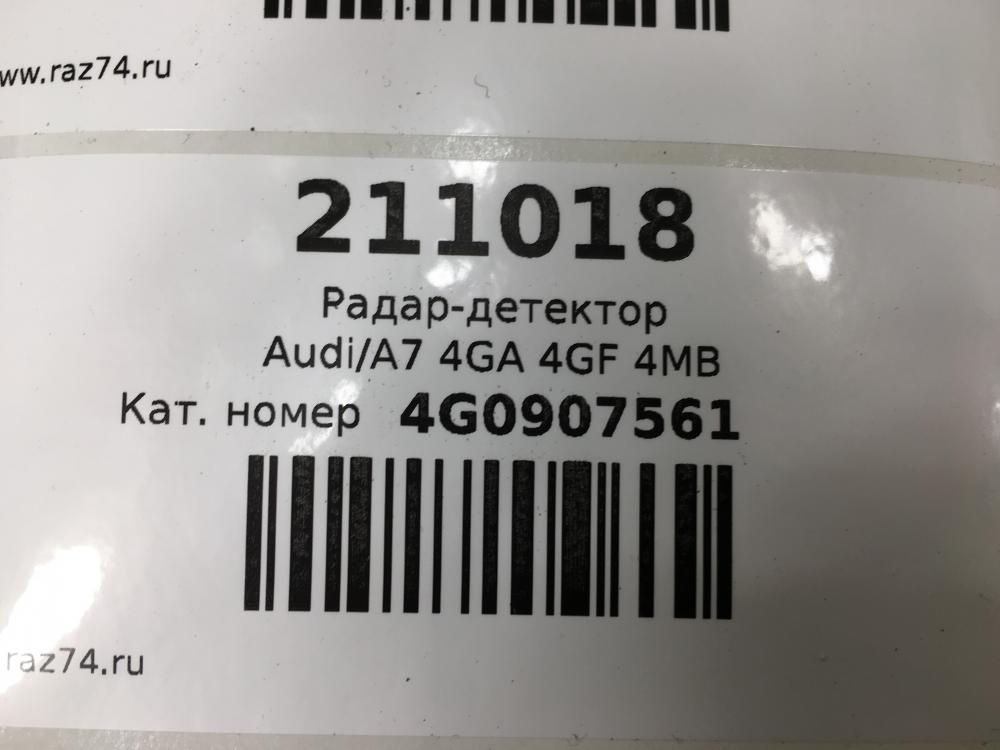 www.raz74.ru
211018
Радар-детектор
Audi/A7 4GA 4GF 4MB
Кат. номер 4G0907561
raz74.ru